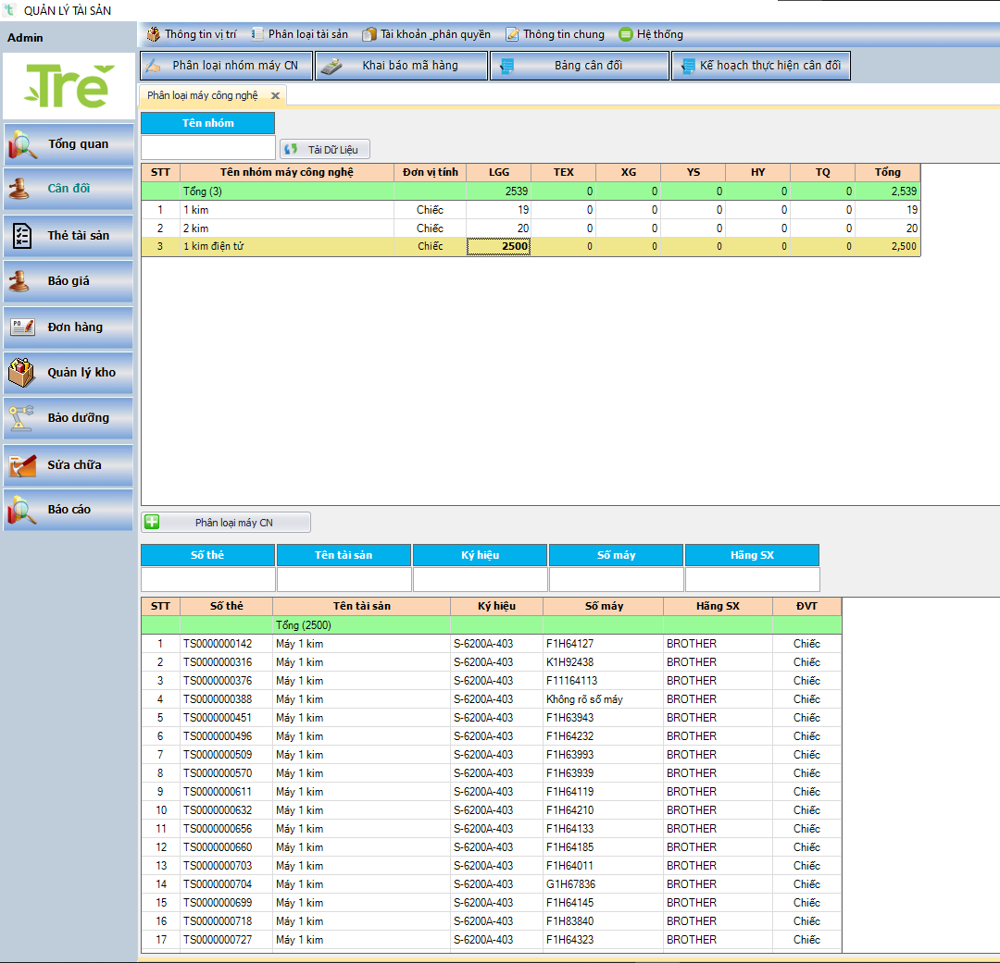 QUẢN LÝ TÀI SẢN
Admin
Thông tin vị trí Phân loại tài sản Tài khoản _phân quyền Thông tin chung Hệ thống
Phân loại nhóm máy CN Khai báo mã hàng Bảng cân đối Kế hoạch thực hiện cân đối
Trẻ
Phân loại máy công nghệ
Tổng quan
Cân đối
Thẻ tài sản
Báo giá
Đơn hàng
PO
Quản lý kho
Bảo dưỡng
Sửa chữa
Báo cáo
Tên nhóm
Tải Dữ Liệu
STT Tên nhóm máy công nghệ Đơn vị tính LGG TEX XG YS HY TQ Tổng
Tổng (3) 2539 0 0 0 0 0 2,539
1 1 kim Chiếc 19 0 0 0 0 0 19
2 2 kim Chiếc 20 0 0 0 0 0 20
3 1 kim điện tử Chiếc 2500 0 0 0 0 0 2,500
Phân loại máy CN
Số thẻ Tên tài sản Ký hiệu Số máy Hãng SX
STT Số thẻ Tên tài sản Ký hiệu Số máy Hãng SX ĐVT
Tổng (2500)
1 TS0000000142 Máy 1 kim S-6200A-403 F1H64127 BROTHER Chiếc
2 TS0000000316 Máy 1 kim S-6200A-403 K1H92438 BROTHER Chiếc
3 TS0000000376 Máy 1 kim S-6200A-403 F11164113 BROTHER Chiếc
4 TS0000000388 Máy 1 kim S-6200A-403 Không rõ số máy BROTHER Chiếc
5 TS0000000451 Máy 1 kim S-6200A-403 F1H63943 BROTHER Chiếc
6 TS0000000496 Máy 1 kim S-6200A-403 F1H64232 BROTHER Chiếc
7 TS0000000509 Máy 1 kim S-6200A-403 F1H63993 BROTHER Chiếc
8 TS0000000570 Máy 1 kim S-6200A-403 F1H63939 BROTHER Chiếc
9 TS0000000611 Máy 1 kim S-6200A-403 F1H64119 BROTHER Chiếc
10 TS0000000632 Máy 1 kim S-6200A-403 F1H64210 BROTHER Chiếc
11 TS0000000656 Máy 1 kim S-6200A-403 F1H64133 BROTHER Chiếc
12 TS0000000660 Máy 1 kim S-6200A-403 F1H64185 BROTHER Chiếc
13 TS0000000703 Máy 1 kim S-6200A-403 F1H64011 BROTHER Chiếc
14 TS0000000704 Máy 1 kim S-6200A-403 G1H67836 BROTHER Chiếc
15 TS0000000699 Máy 1 kim S-6200A-403 F1H64145 BROTHER Chiếc
16 TS0000000718 Máy 1 kim S-6200A-403 F1H83840 BROTHER Chiếc
17 TS0000000727 Máy 1 kim S-6200A-403 F1H64323 BROTHER Chiếc